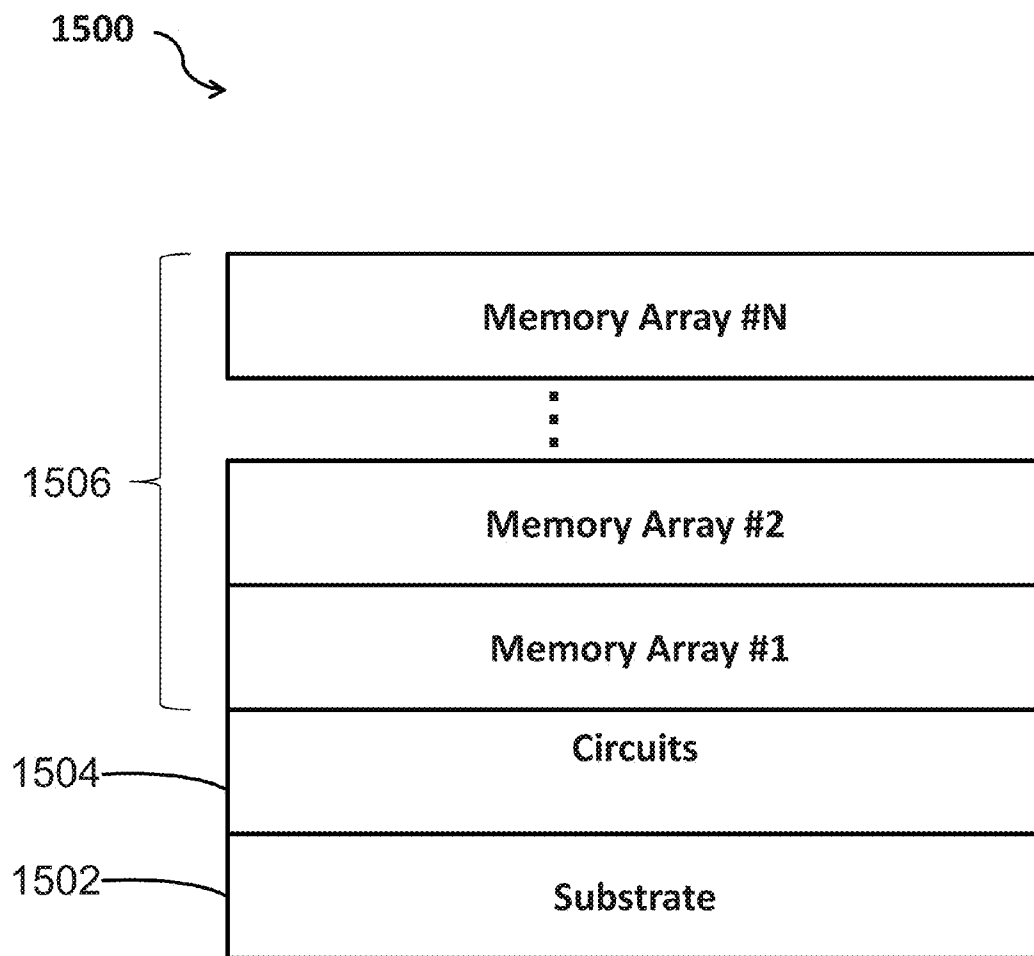 1500
Memory Array #N
1506
Memory Array #2
Memory Array #1
Circuits
1504
1502
Substrate